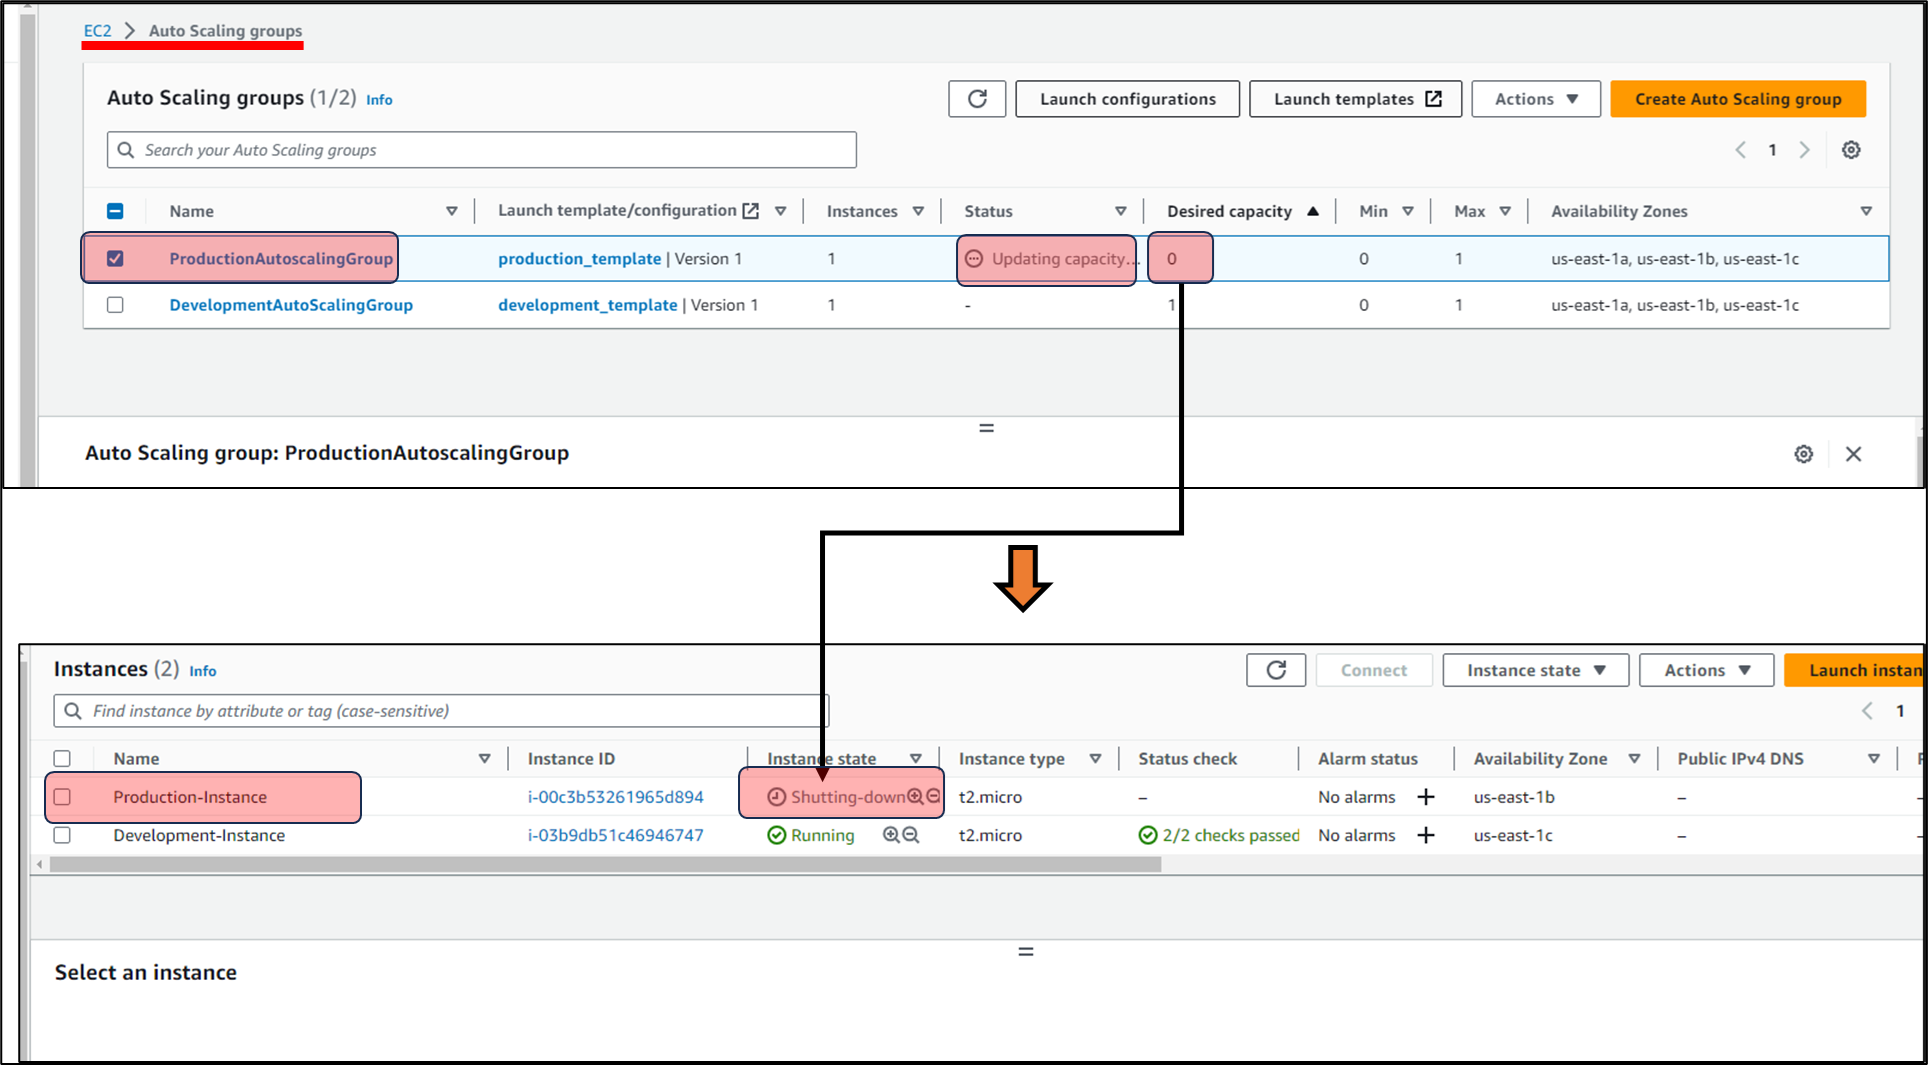 EC2 > Auto Scaling groups
Auto Scaling groups (1/2) Info
Launch configurations
Launch templates
Actions
Create Auto Scaling group
Search your Auto Scaling groups
1
Name Launch template/configuration Instances Status Desired capacity Min Max Availability Zones
ProductionAutoscalingGroup production_template | Version 1 1 Updating capacity... 0 0 1 us-east-1a, us-east-1b, us-east-1c
DevelopmentAutoScalingGroup development_template | Version 1 1 - 1 0 1 us-east-1a, us-east-1b, us-east-1c
Auto Scaling group: ProductionAutoscalingGroup
Instances (2) Info
Connect
Instance state
Actions
Launch instan
Find instance by attribute or tag (case-sensitive)
1
Name Instance ID Instance state Instance type Status check Alarm status Availability Zone Public IPv4 DNS
Production-Instance i-00c3b53261965d894 Shutting-down t2.micro – No alarms + us-east-1b –
Development-Instance i-03b9db51c46946747 Running t2.micro 2/2 checks passed No alarms + us-east-1c –
Select an instance